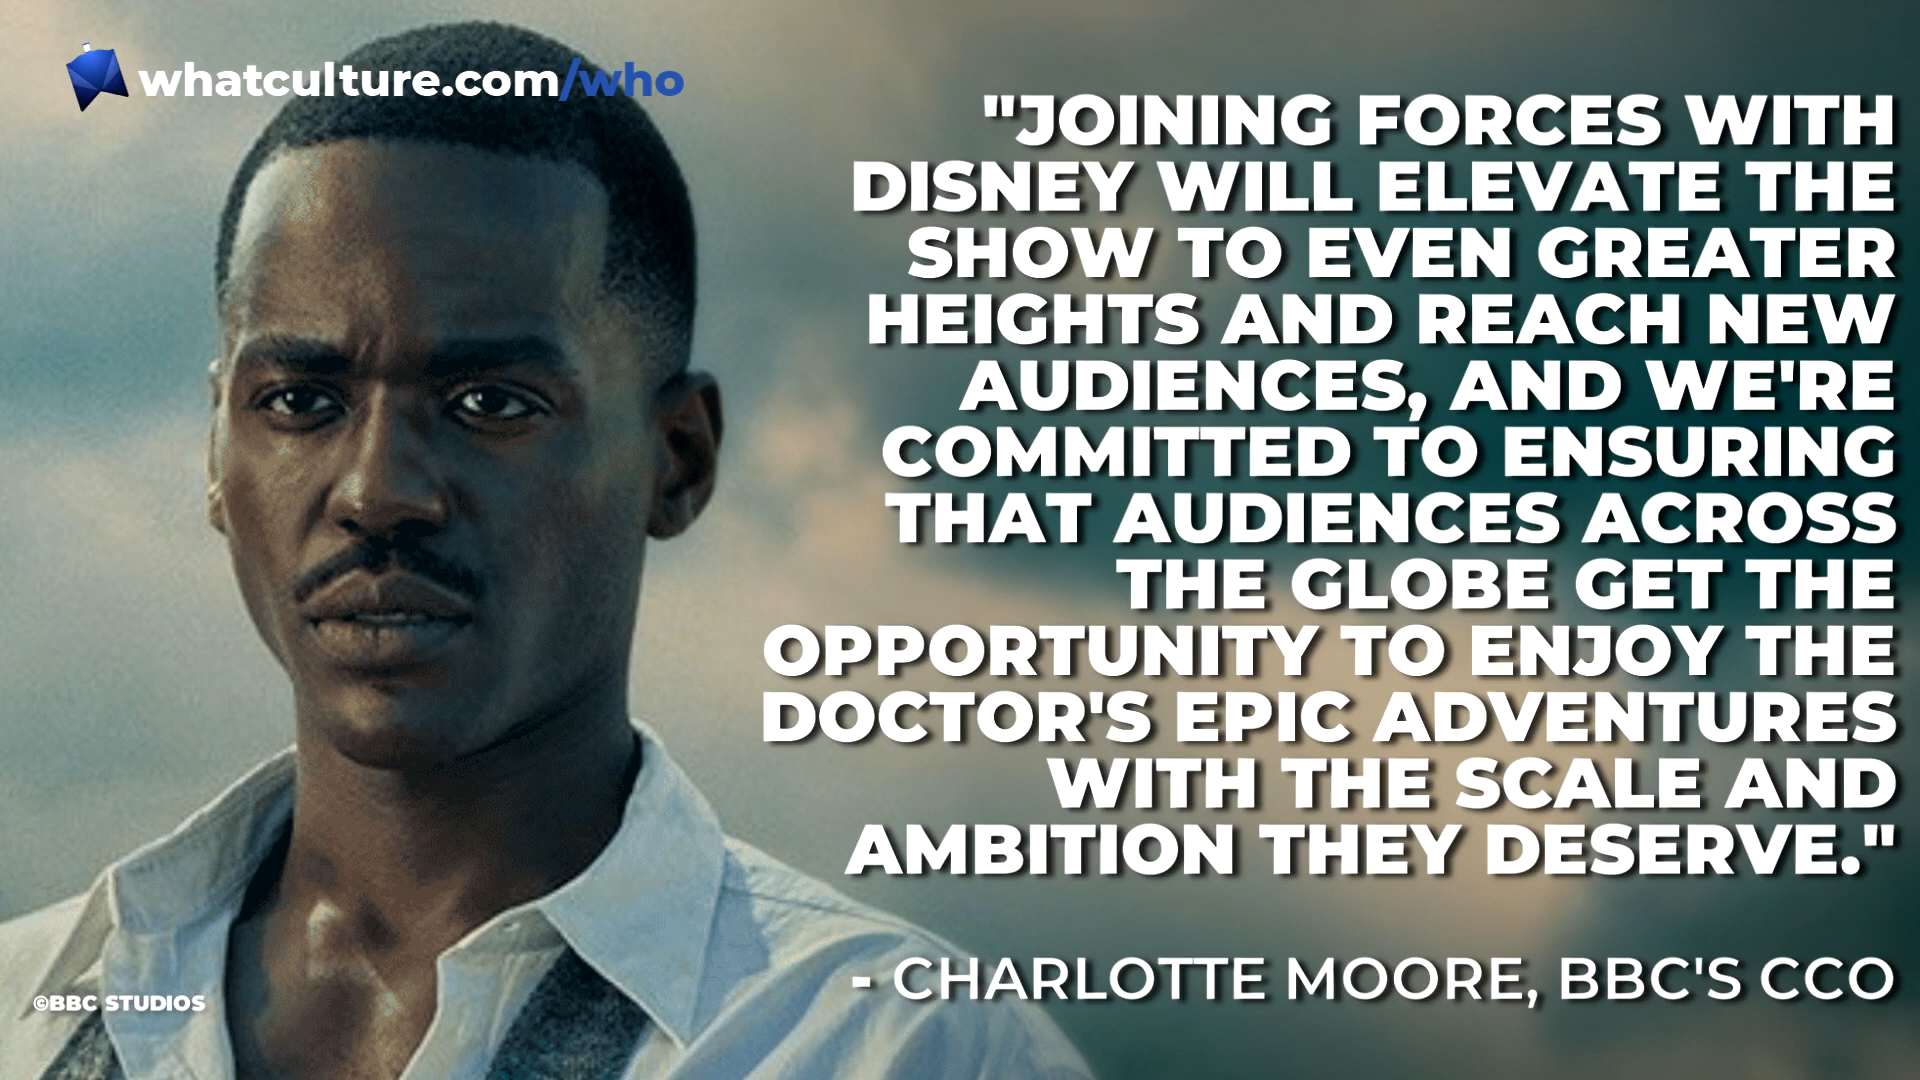 whatculture.com/who
"JOINING FORCES WITH
DISNEY WILL ELEVATE THE
SHOW TO EVEN GREATER
HEIGHTS AND REACH NEW
AUDIENCES, AND WE'RE
COMMITTED TO ENSURING
THAT AUDIENCES ACROSS
THE GLOBE GET THE
OPPORTUNITY TO ENJOY THE
DOCTOR'S EPIC ADVENTURES
WITH THE SCALE AND
AMBITION THEY DESERVE."
- CHARLOTTE MOORE, BBC'S CCO
©BBC STUDIOS